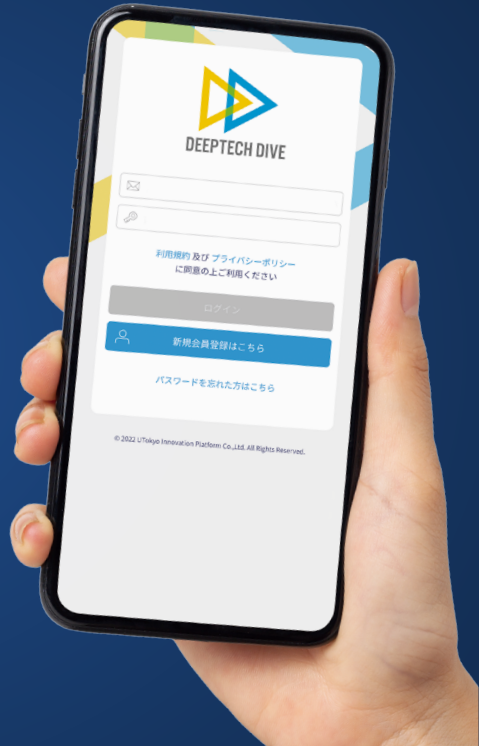 DEEPTECH DIVE
利用規約 及び プライバシーポリシー
に同意の上ご利用ください
ログイン
新規会員登録はこちら
パスワードを忘れた方はこちら
© 2022 UTokyo Innovation Platform Co.,Ltd. All Rights Reserved.